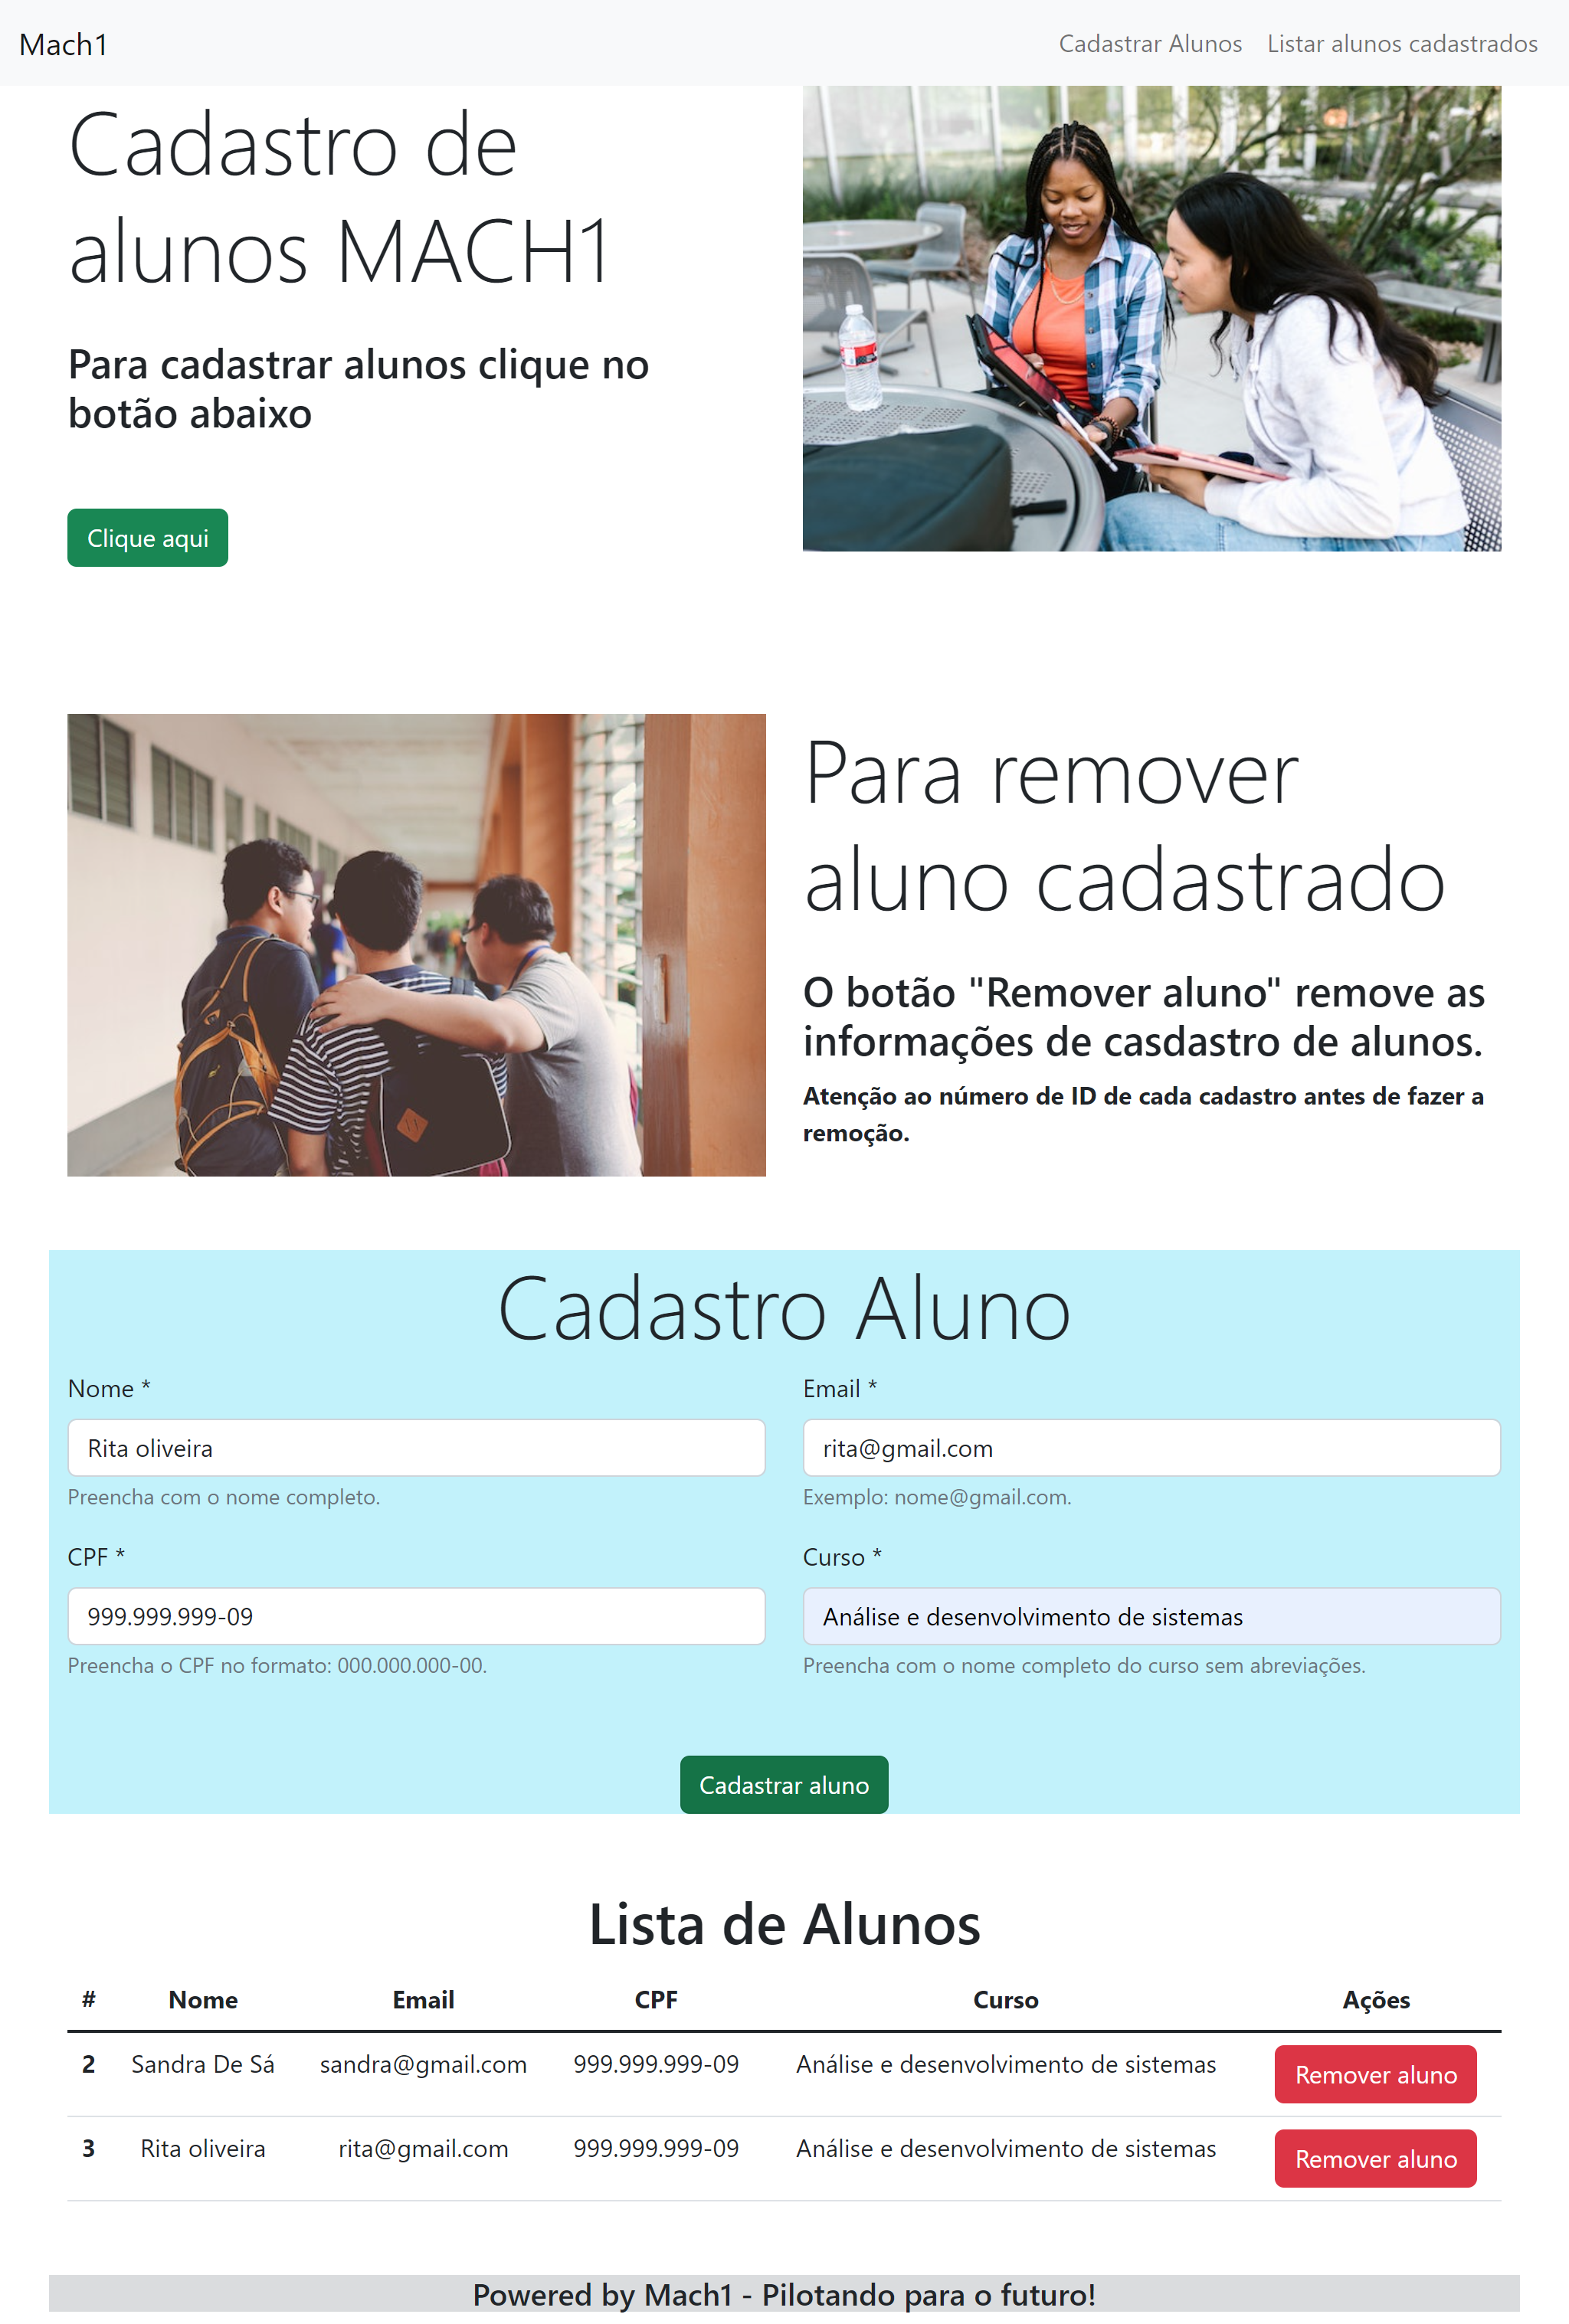 Mach1
Cadastrar Alunos
Listar alunos cadastrados
Cadastro de
alunos MACH1
Para cadastrar alunos clique no
botão abaixo
Clique aqui
Para remover
aluno cadastrado
O botão "Remover aluno" remove as
informações de casdastro de alunos.
Atenção ao número de ID de cada cadastro antes de fazer a
remoção.
Cadastro Aluno
Nome *
Rita oliveira
Preencha com o nome completo.
Email *
rita@gmail.com
Exemplo: nome@gmail.com.
CPF *
999.999.999-09
Preencha o CPF no formato: 000.000.000-00.
Curso *
Análise e desenvolvimento de sistemas
Preencha com o nome completo do curso sem abreviações.
Cadastrar aluno
Lista de Alunos
# Nome Email CPF Curso Ações
2 Sandra De Sá sandra@gmail.com 999.999.999-09 Análise e desenvolvimento de sistemas Remover aluno
3 Rita oliveira rita@gmail.com 999.999.999-09 Análise e desenvolvimento de sistemas Remover aluno
Powered by Mach1 - Pilotando para o futuro!